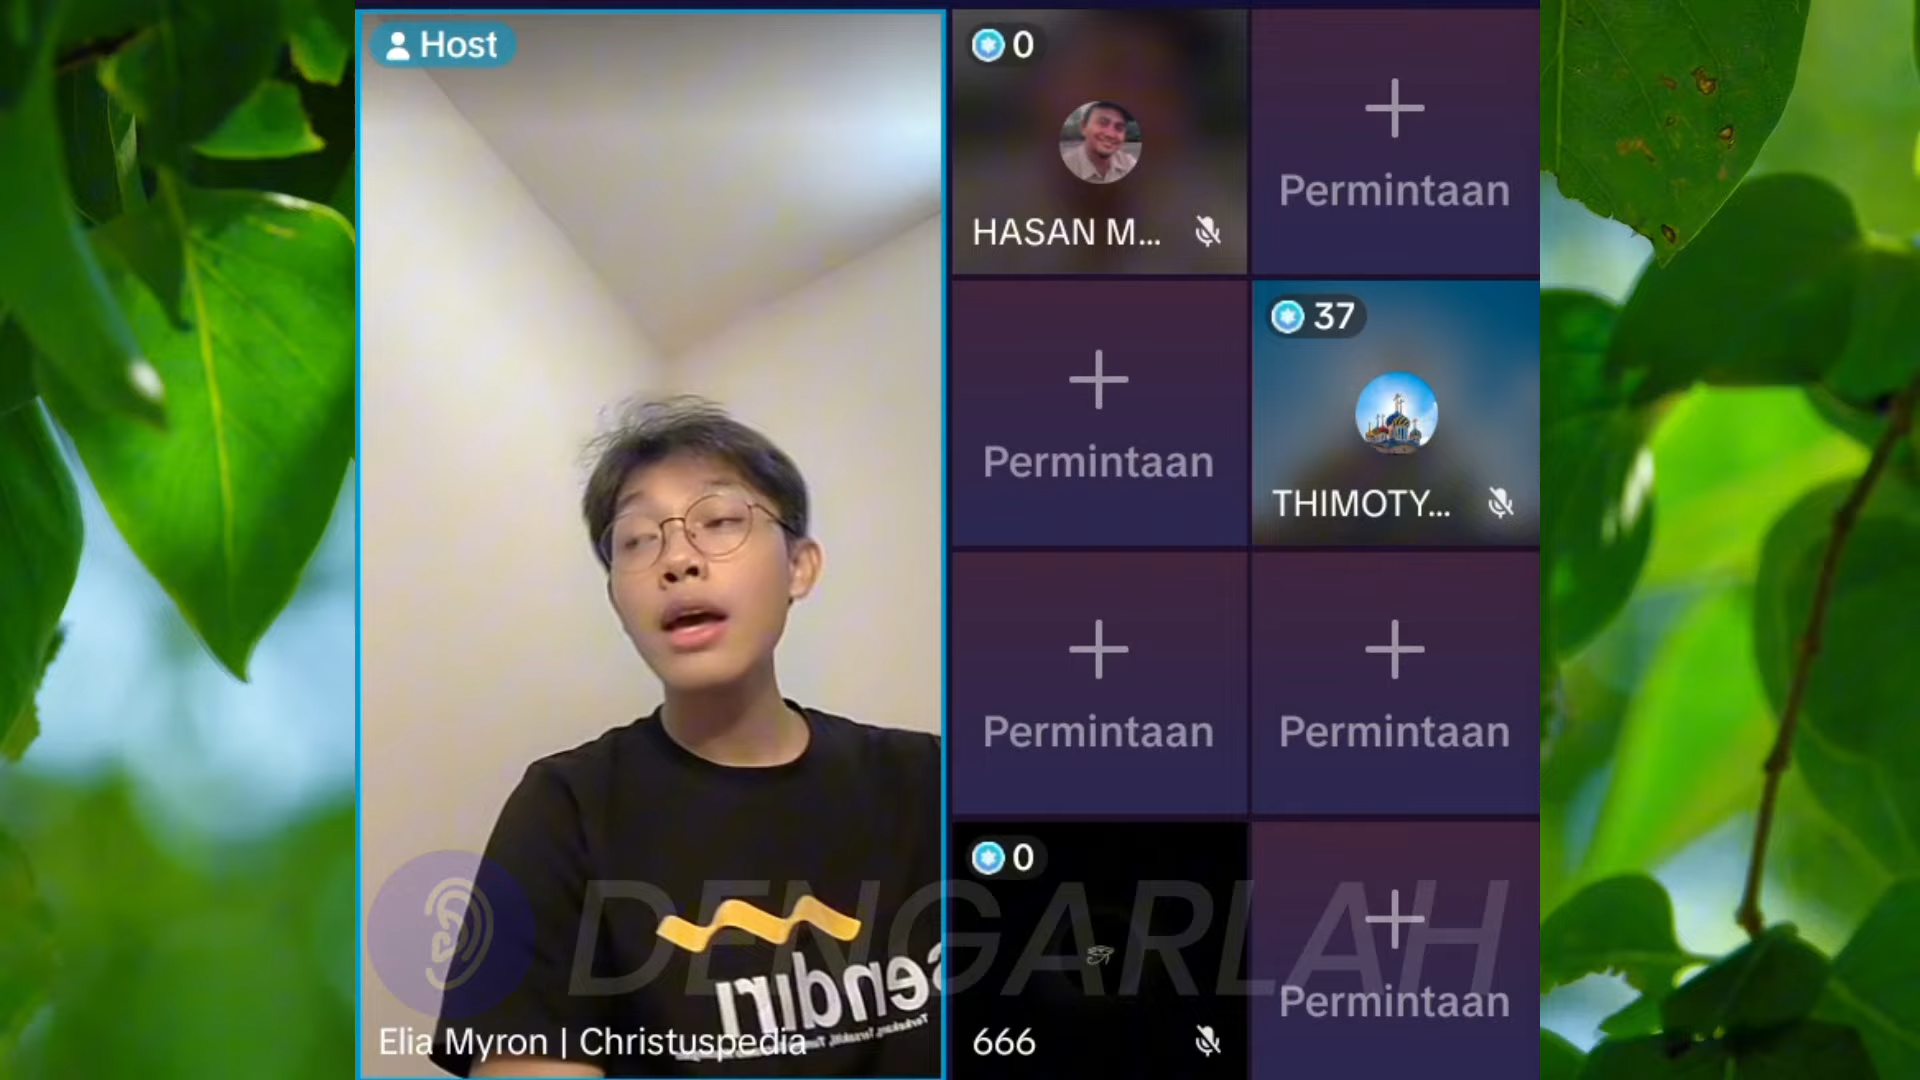 Host
Elia Myron | Christuspedia
0
HASAN M...
Permintaan
Permintaan
37
THIMOTY...
Permintaan
Permintaan
0
666
Permintaan
DENGARLAH
sendiri